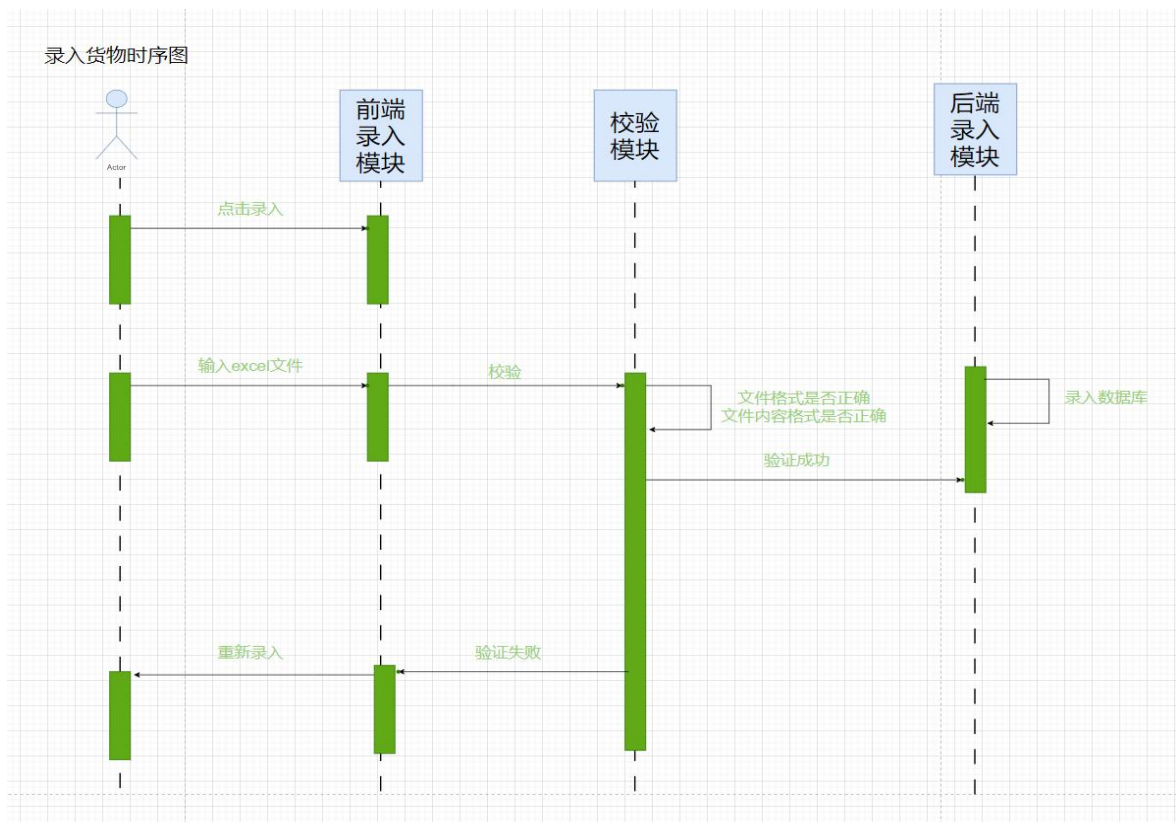 录入货物时序图
Actor
前端
录入
模块
校验
模块
后端
录入
模块
点击录入
输入excel文件
校验
文件格式是否正确
文件内容格式是否正确
录入数据库
验证成功
重新录入
验证失败